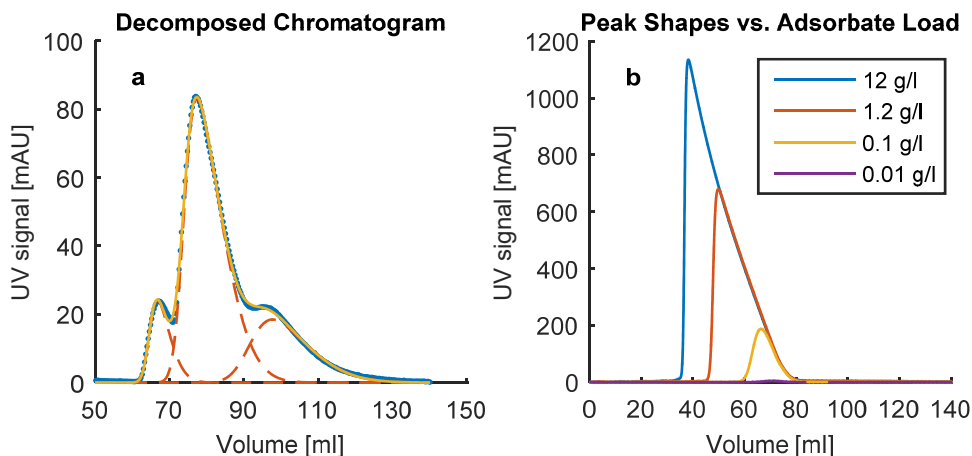 Decomposed Chromatogram
a
100
80
60
40
20
0
UV signal [mAU]
50 70 90 110 130 150
Volume [ml]
Peak Shapes vs. Adsorbate Load
b
12 g/l
1.2 g/l
0.1 g/l
0.01 g/l
1200
1000
800
600
400
200
0
UV signal [mAU]
0 20 40 60 80 100 120 140
Volume [ml]